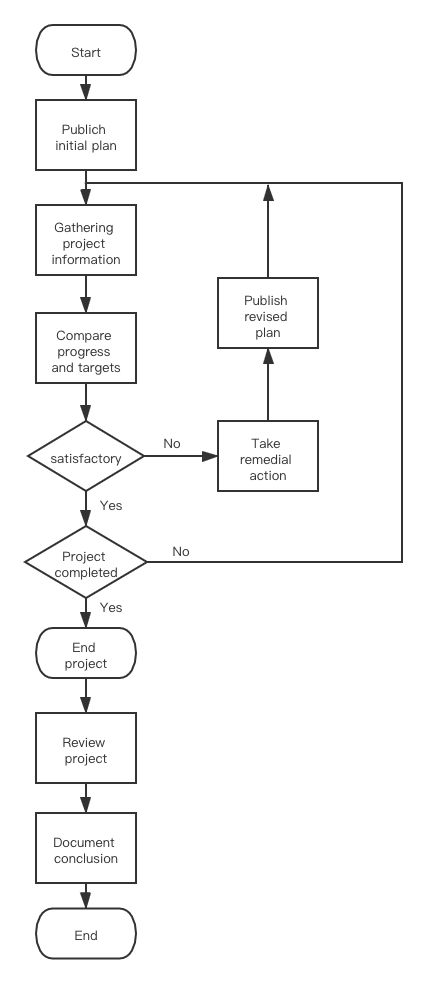 Start
Publich
initial plan
Gathering
project
information
Publish
revised
plan
Compare
progress
and targets
No
satisfactory
Take
remedial
action
Yes
No
Project
completed
Yes
End
project
Review
project
Document
conclusion
End